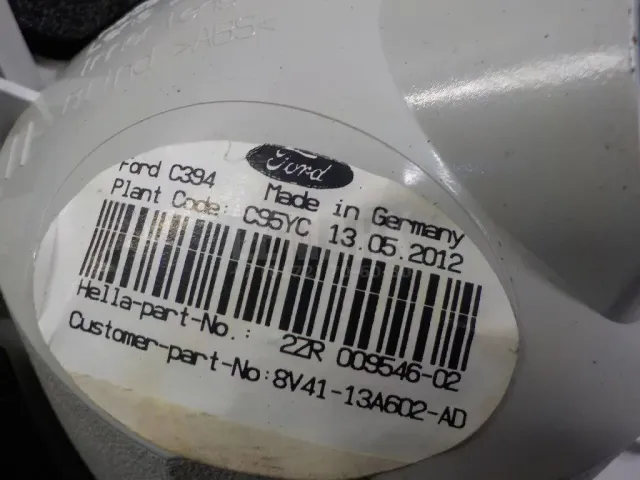 >ABS<
Ford
Ford C394 Made in Germany
Plant Code: C95YC 13.05.2012
Hella-part-No.: 2ZR 009546-02
Customer-part-No:8V41-13A602-AD